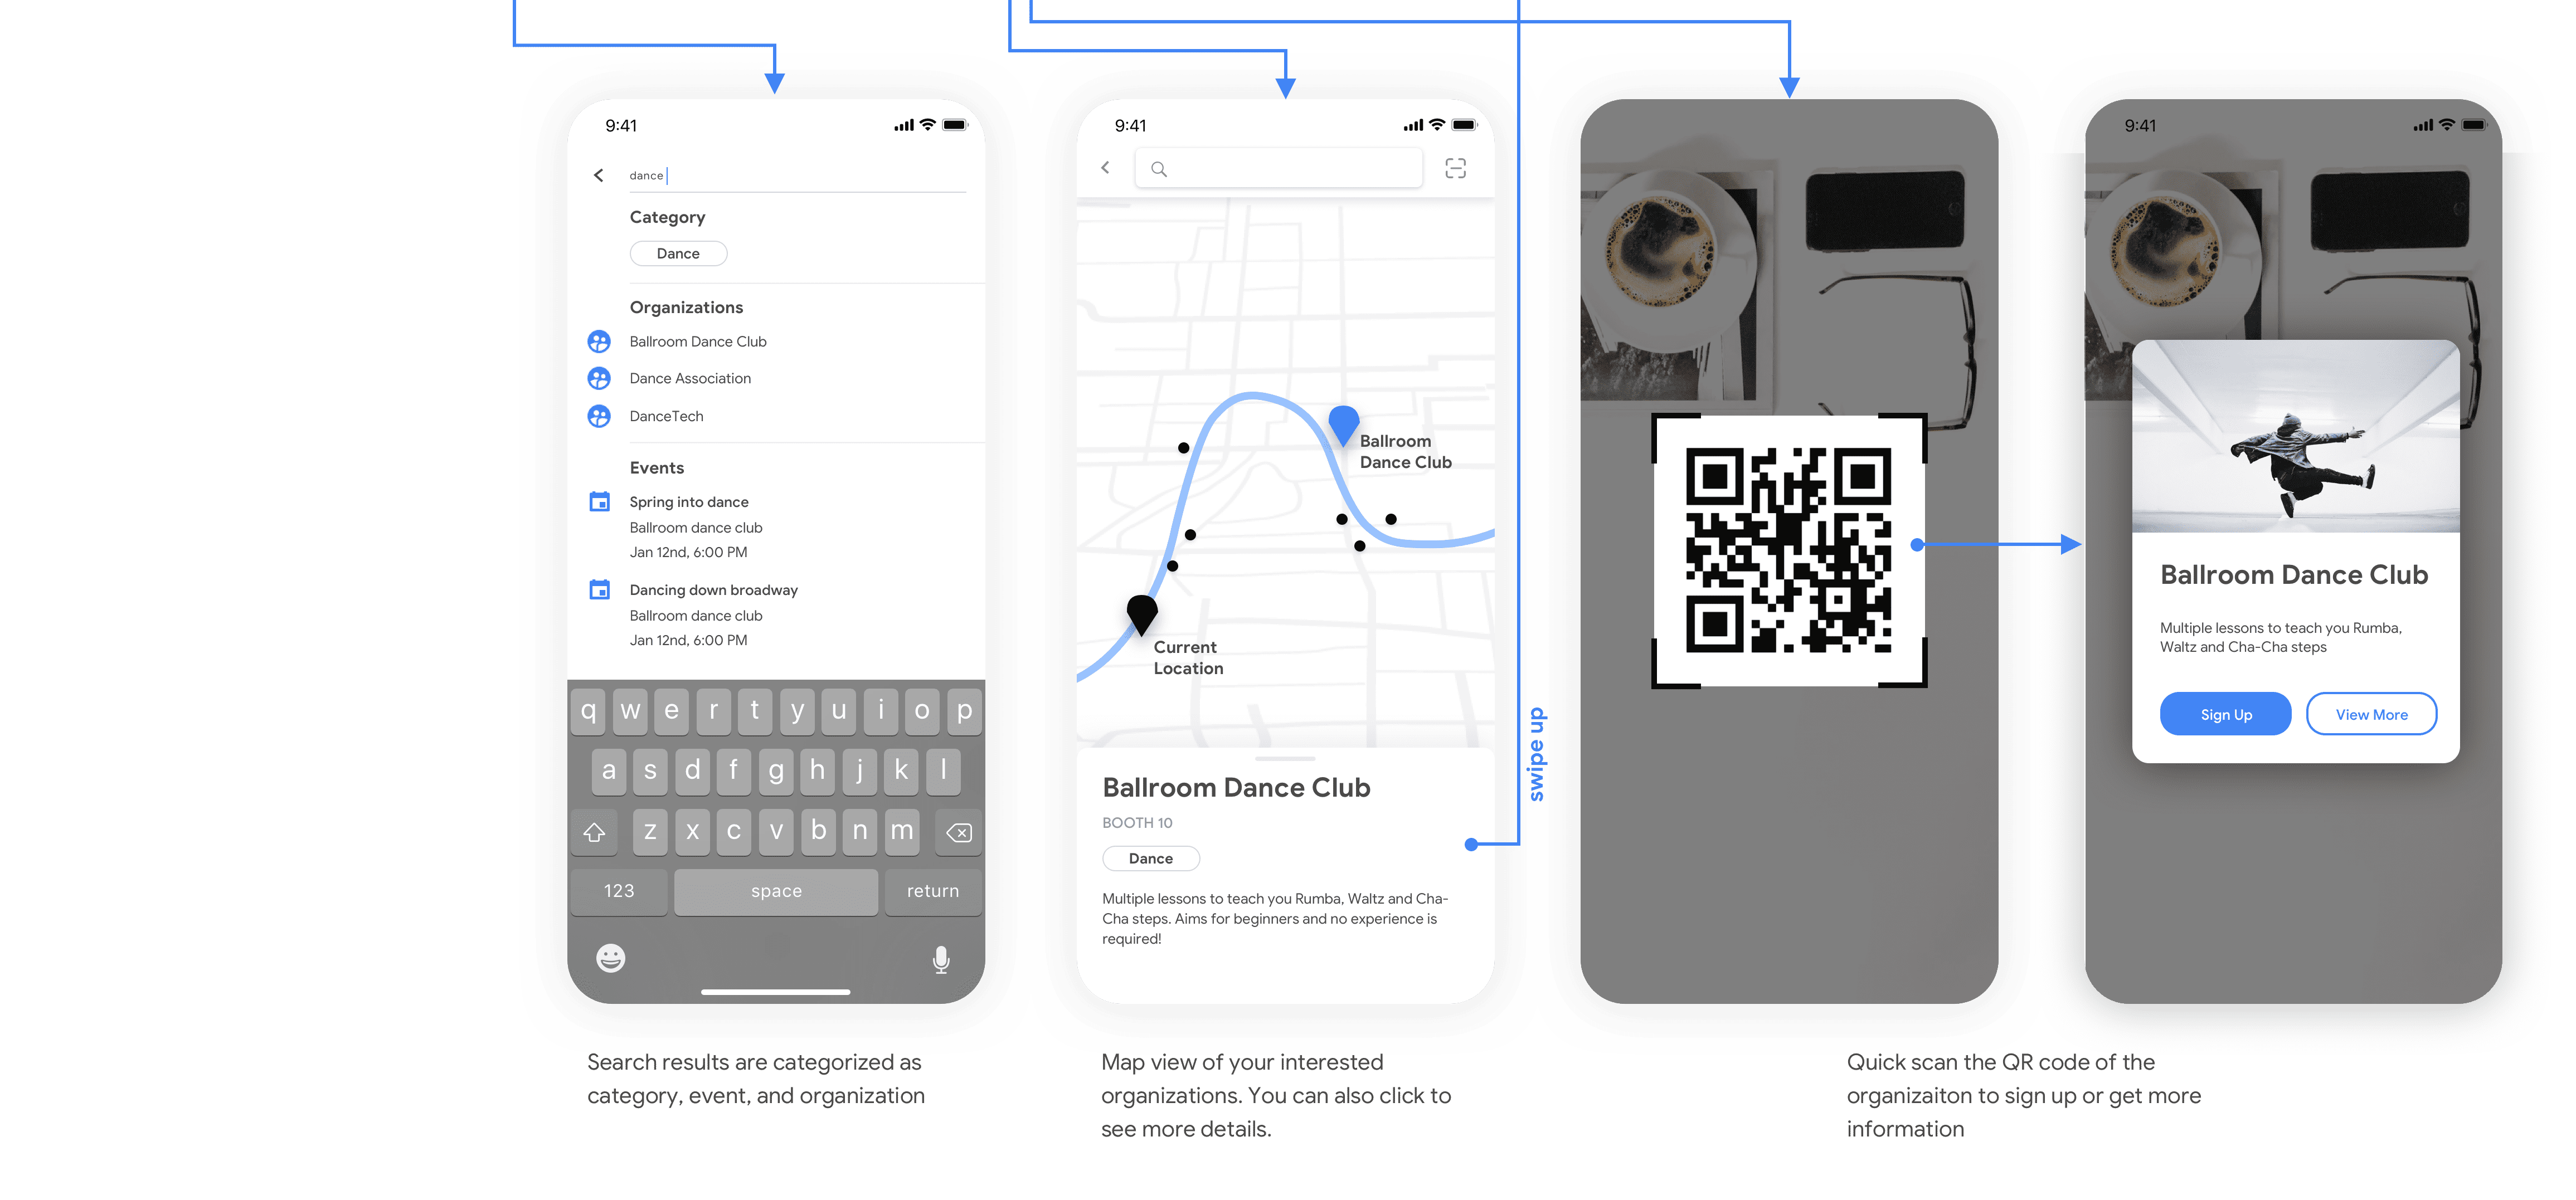 9:41
dance
Category
Dance
Organizations
Ballroom Dance Club
Dance Association
DanceTech
Events
Spring into dance
Ballroom dance club
Jan 12nd, 6:00 PM
Dancing down broadway
Ballroom dance club
Jan 12nd, 6:00 PM
q w e r t y u i o p
a s d f g h j k l
z x c v b n m
123 space return
Search results are categorized as
category, event, and organization
9:41
Ballroom
Dance Club
Current
Location
Ballroom Dance Club
BOOTH 10
Dance
Multiple lessons to teach you Rumba, Waltz and Cha-
Cha steps. Aims for beginners and no experience is
required!
swipe up
Map view of your interested
organizations. You can also click to
see more details.
9:41
Ballroom Dance Club
Multiple lessons to teach you Rumba,
Waltz and Cha-Cha steps
Sign Up
View More
Quick scan the QR code of the
organizaiton to sign up or get more
information